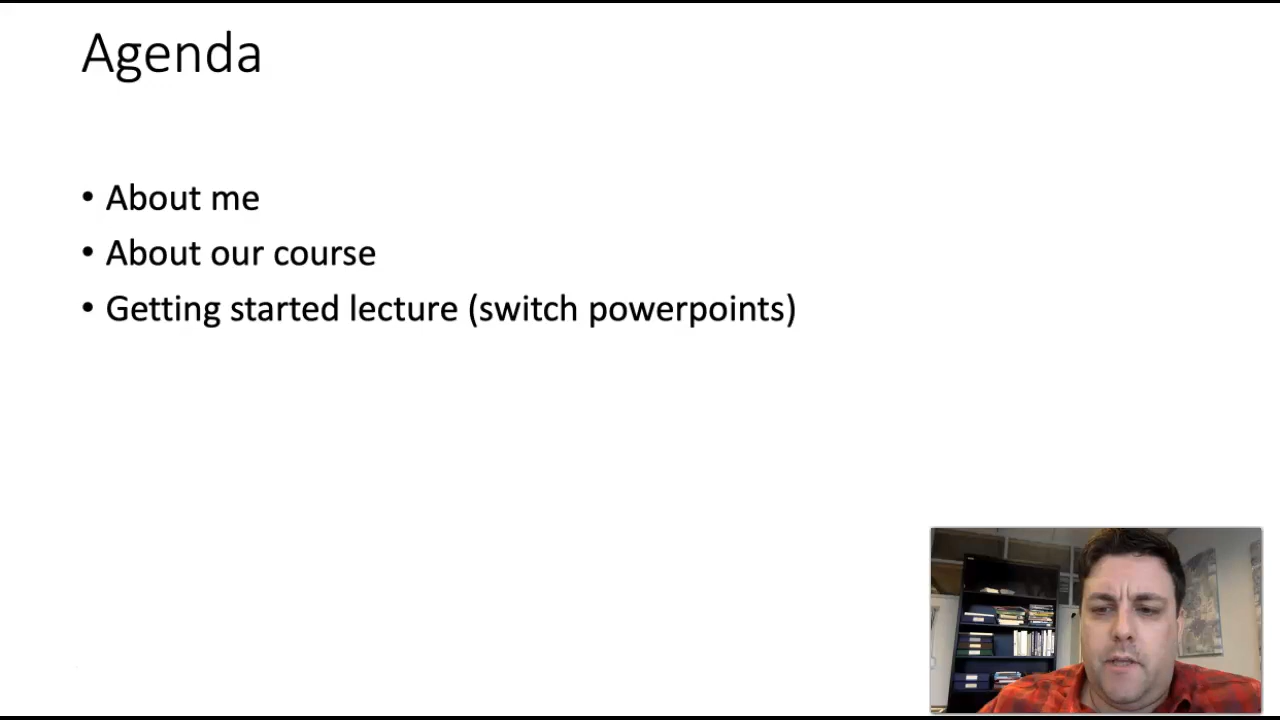 Agenda
• About me
• About our course
• Getting started lecture (switch powerpoints)